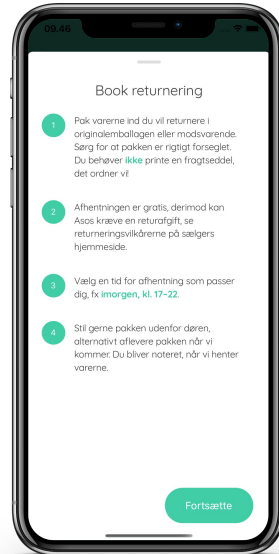 09.46
Book returnering
1
Pak varerne ind du vil returnere i
originalemballagen eller modsvarende.
Sørg for at pakken er rigtigt forseglet.
Du behøver ikke printe en fragtseddel,
det ordner vi!
2
Afhentningen er gratis, derimod kan
Asos kræve en returafgift, se
returneringsvilkårerne på sælgers
hjemmeside.
3
Vælg en tid for afhentning som passer
dig, fx imorgen, kl. 17-22.
4
Stil gerne pakken udenfor døren,
alternativt aflevere pakken når vi
kommer. Du bliver noteret, når vi henter
varerne.
Fortsætte